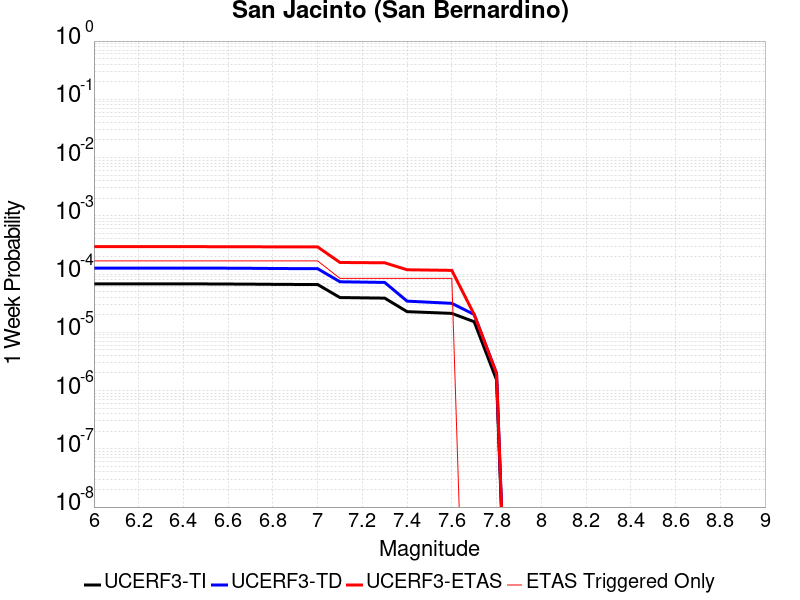 San Jacinto (San Bernardino)
10^0
10^-1
10^-2
10^-3
10^-4
10^-5
10^-6
10^-7
10^-8
1 Week Probability
6 6.2 6.4 6.6 6.8 7 7.2 7.4 7.6 7.8 8 8.2 8.4 8.6 8.8 9
Magnitude
UCERF3-TI UCERF3-TD UCERF3-ETAS ETAS Triggered Only